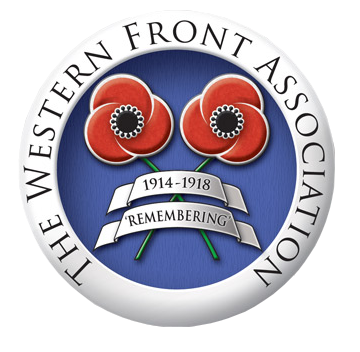 THE WESTERN FRONT ASSOCIATION
1914-1918
'REMEMBERING'